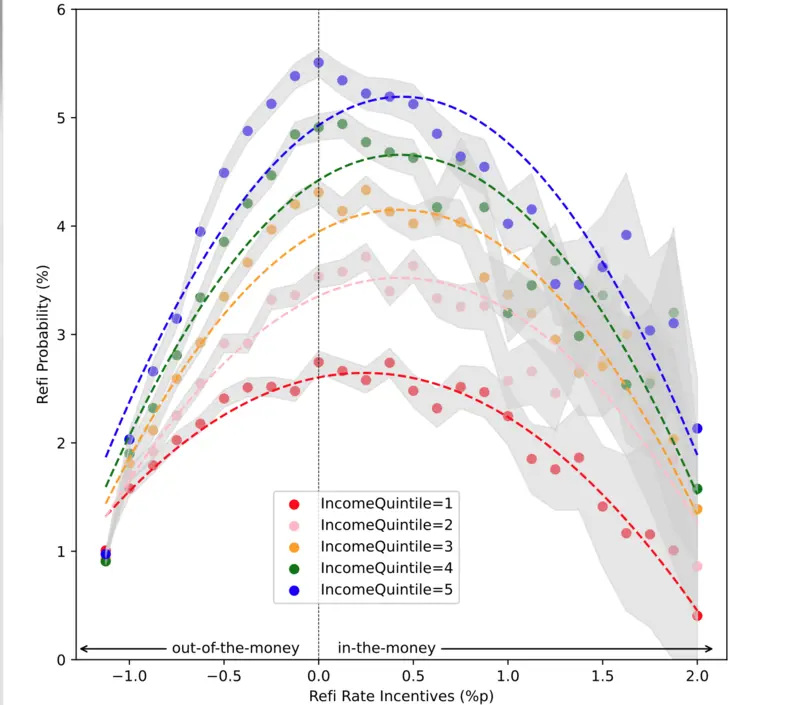 6
5
4
3
2
1
0
Refi Probability (%)
IncomeQuintile=1
IncomeQuintile=2
IncomeQuintile=3
IncomeQuintile=4
IncomeQuintile=5
out-of-the-money in-the-money
−1.0 −0.5 0.0 0.5 1.0 1.5 2.0
Refi Rate Incentives (%p)